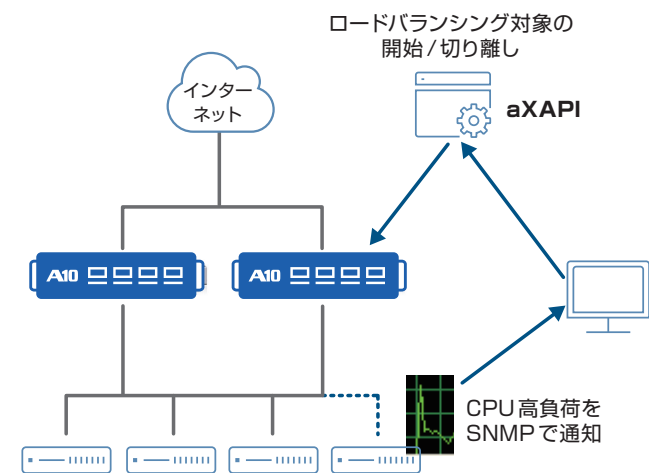 ロードバランシング対象の
開始/切り離し
インター
ネット
aXAPI
A10
A10
CPU高負荷を
SNMPで通知